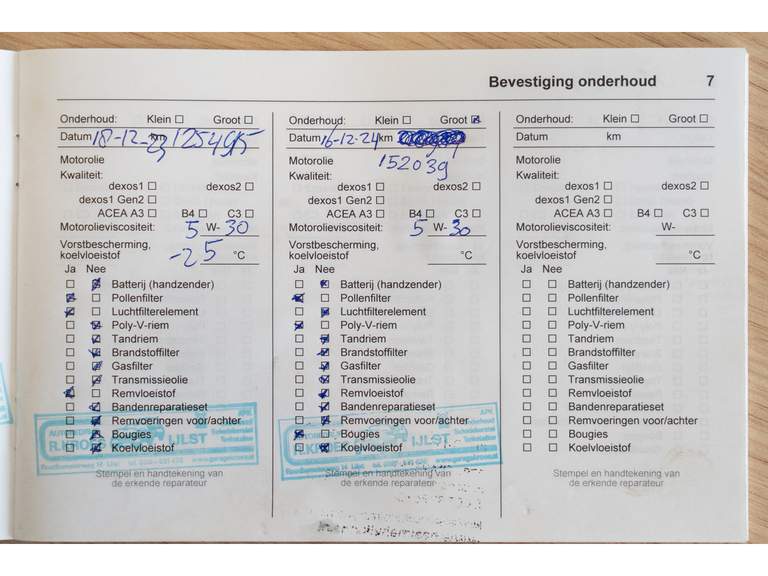 Bevestiging onderhoud 7
Onderhoud: Klein ☐ Groot ☐
Datum 18-12-23 km 125495
Motorolie
Kwaliteit:
dexos1 ☐ dexos2 ☐
dexos1 Gen2 ☐
ACEA A3 ☐ B4 ☐ C3 ☐
Motorolieviscositeit: 5 W- 30
Vorstbescherming,
koelvloeistof -25 °C
Ja Nee
☐ ☒ Batterij (handzender)
☒ ☐ Pollenfilter
☒ ☐ Luchtfilterelement
☐ ☒ Poly-V-riem
☐ ☒ Tandriem
☐ ☒ Brandstoffilter
☐ ☒ Gasfilter
☐ ☒ Transmissieolie
☒ ☐ Remvloeistof
☐ ☒ Bandenreparatieset
☐ ☒ Remvoeringen voor/achter
☐ ☒ Bougies
☐ ☒ Koelvloeistof
IJLST
Stempel en handtekening van
de erkende reparateur
Onderhoud: Klein ☐ Groot ☒
Datum 16-12-24 km
152039
Motorolie
Kwaliteit:
dexos1 ☐ dexos2 ☐
dexos1 Gen2 ☐
ACEA A3 ☐ B4 ☐ C3 ☐
Motorolieviscositeit: 5 W- 30
Vorstbescherming,
koelvloeistof °C
Ja Nee
☐ ☒ Batterij (handzender)
☒ ☐ Pollenfilter
☐ ☒ Luchtfilterelement
☒ ☐ Poly-V-riem
☐ ☒ Tandriem
☐ ☒ Brandstoffilter
☐ ☒ Gasfilter
☐ ☒ Transmissieolie
☐ ☒ Remvloeistof
☐ ☒ Bandenreparatieset
☐ ☒ Remvoeringen voor/achter
☒ ☐ Bougies
☐ ☒ Koelvloeistof
APK
IJLST
Stempel en handtekening van
de erkende reparateur
Onderhoud: Klein ☐ Groot ☐
Datum km
Motorolie
Kwaliteit:
dexos1 ☐ dexos2 ☐
dexos1 Gen2 ☐
ACEA A3 ☐ B4 ☐ C3 ☐
Motorolieviscositeit: W-
Vorstbescherming,
koelvloeistof °C
Ja Nee
☐ ☐ Batterij (handzender)
☐ ☐ Pollenfilter
☐ ☐ Luchtfilterelement
☐ ☐ Poly-V-riem
☐ ☐ Tandriem
☐ ☐ Brandstoffilter
☐ ☐ Gasfilter
☐ ☐ Transmissieolie
☐ ☐ Remvloeistof
☐ ☐ Bandenreparatieset
☐ ☐ Remvoeringen voor/achter
☐ ☐ Bougies
☐ ☐ Koelvloeistof
Stempel en handtekening van
de erkende reparateur